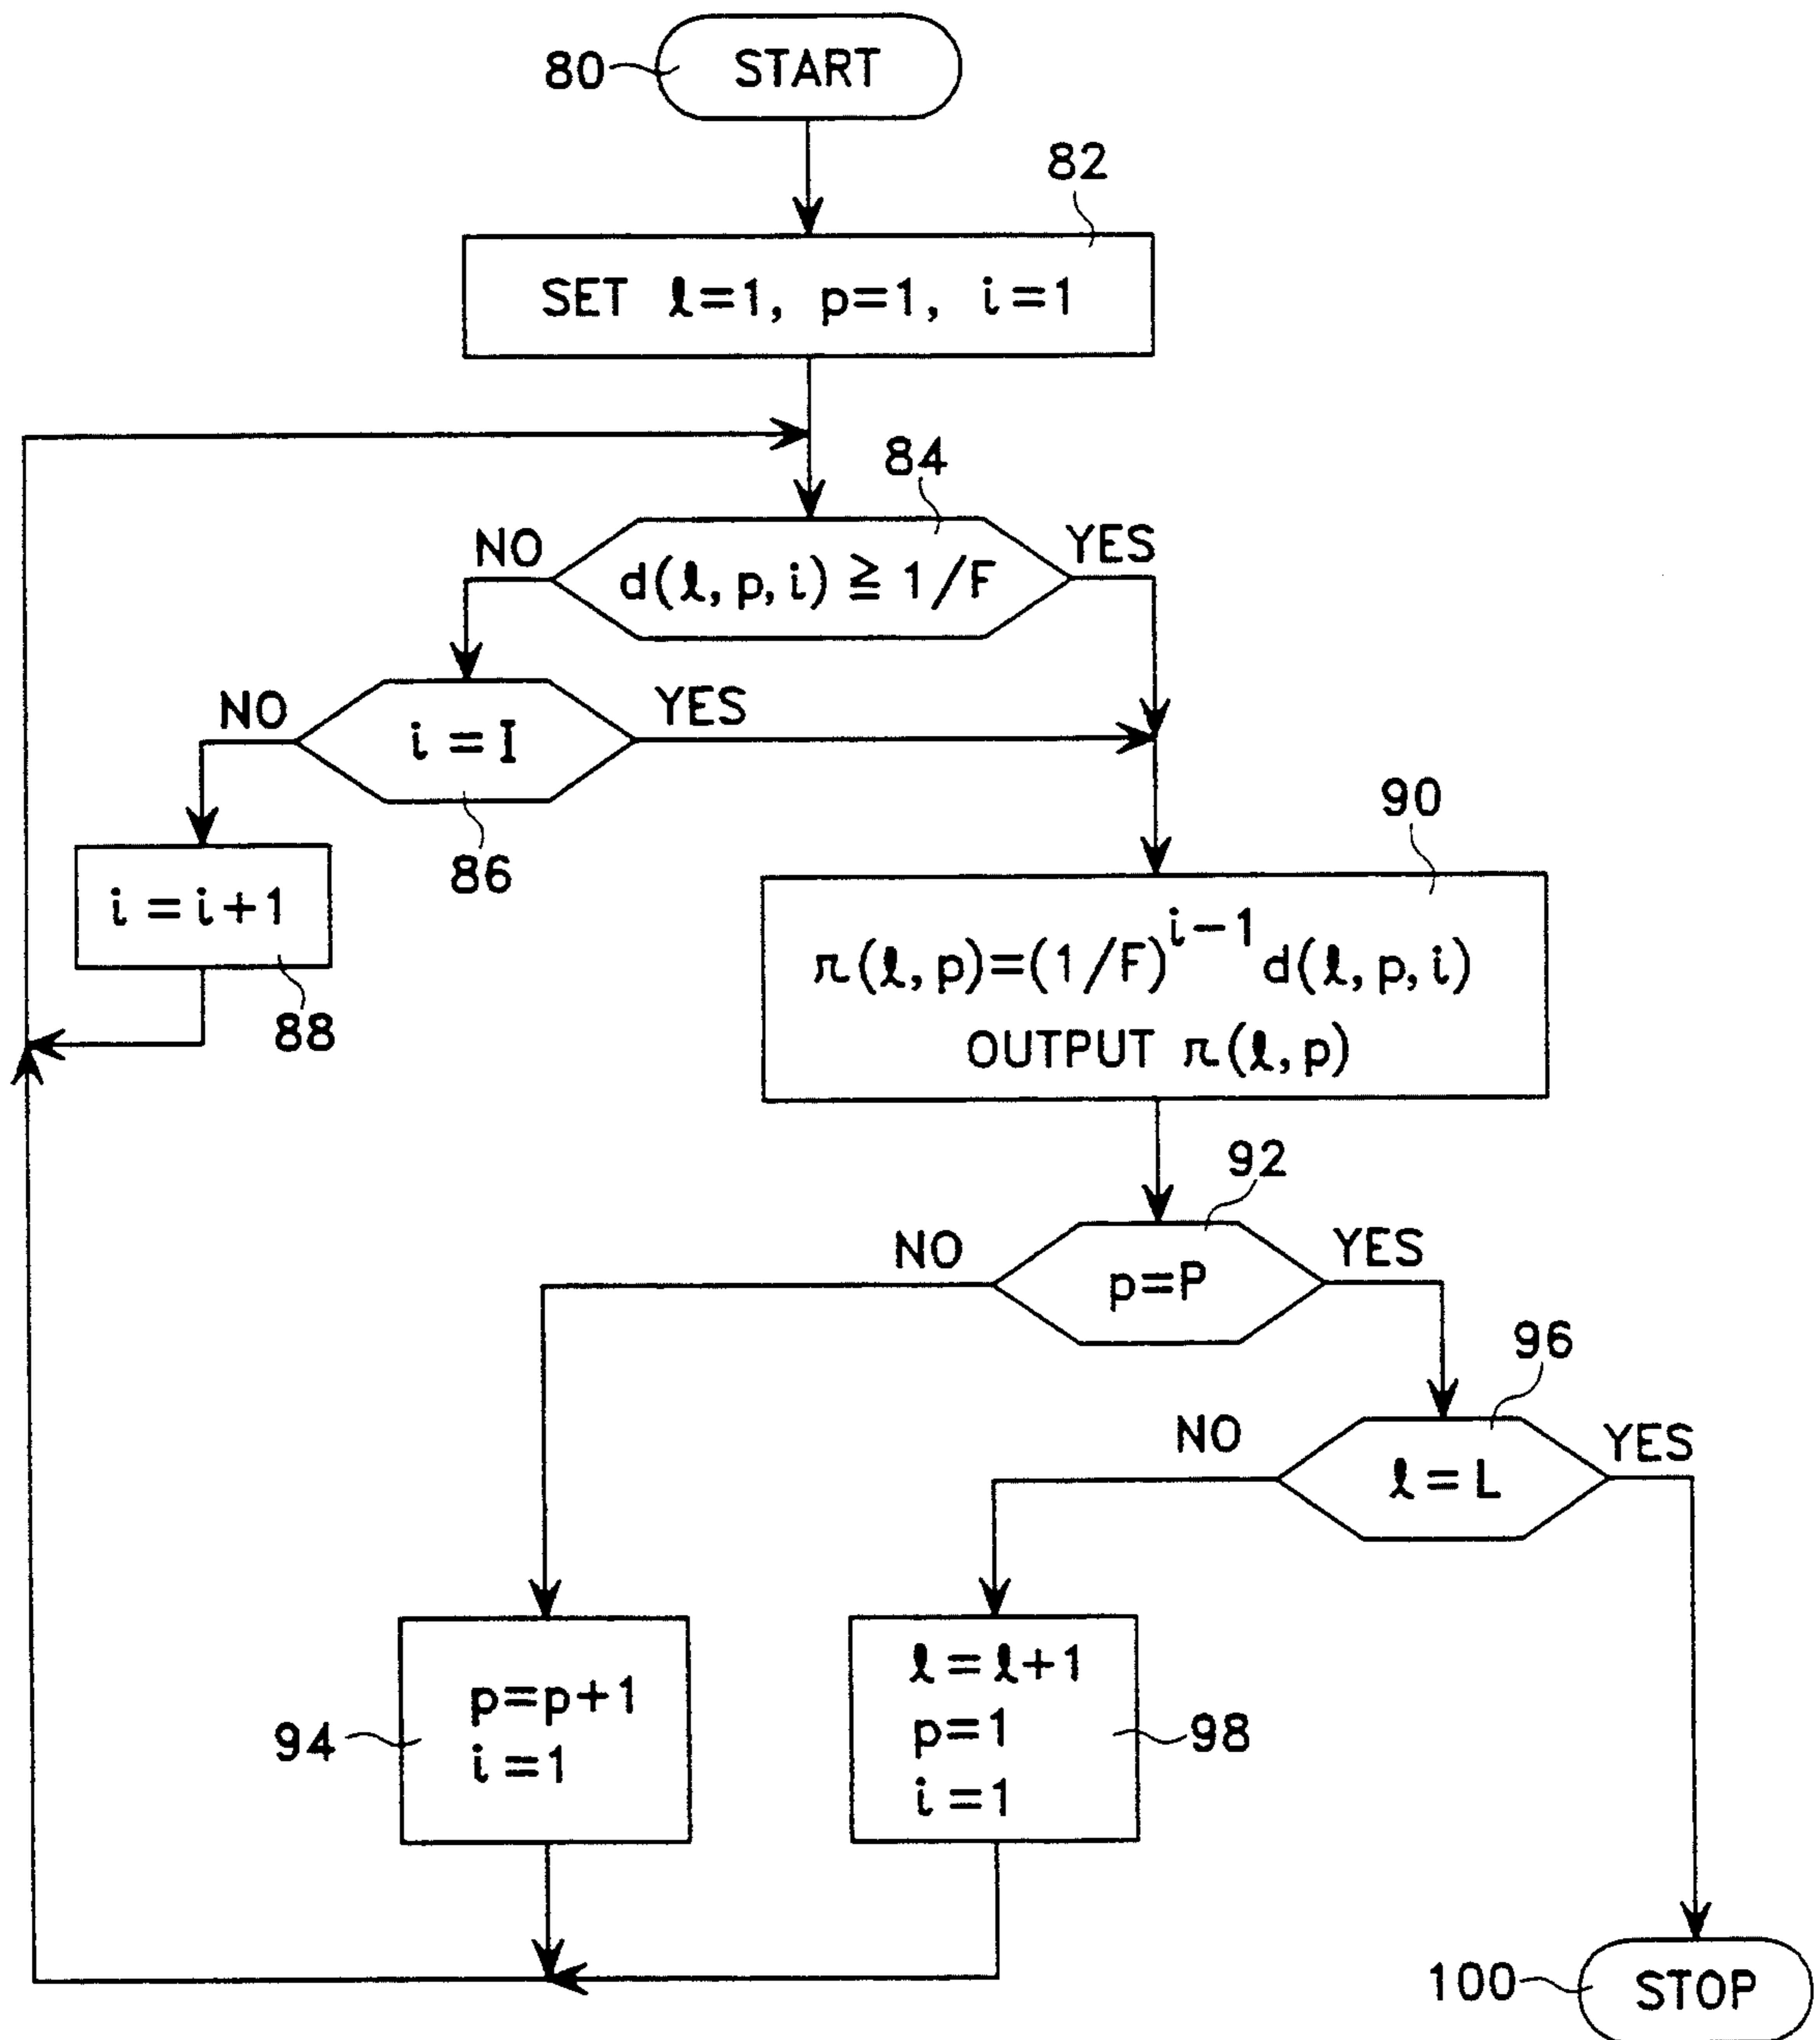 80
START
82
SET ℓ=1, p=1, i=1
84
NO
YES
d(ℓ,p,i) ≧ 1/F
NO
YES
i=I
86
90
i=i+1
88
π(ℓ,p)=(1/F)^{i-1} d(ℓ,p,i)
OUTPUT π(ℓ,p)
92
NO
YES
p=P
96
NO
YES
ℓ=L
94
p=p+1
i=1
ℓ=ℓ+1
p=1
i=1
98
100
STOP